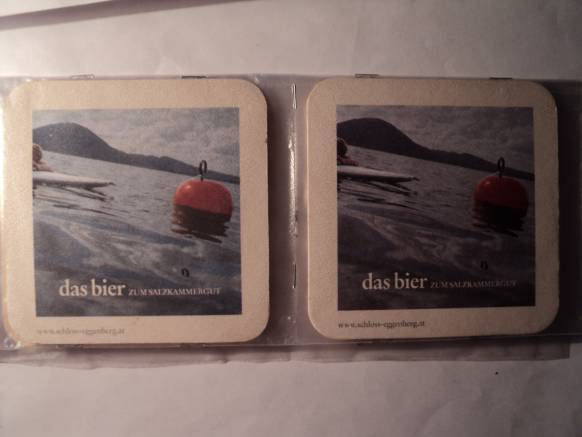 das bier ZUM SALZKAMMERGUT
www.schloss-eggenberg.at
das bier ZUM SALZKAMMERGUT
www.schloss-eggenberg.at